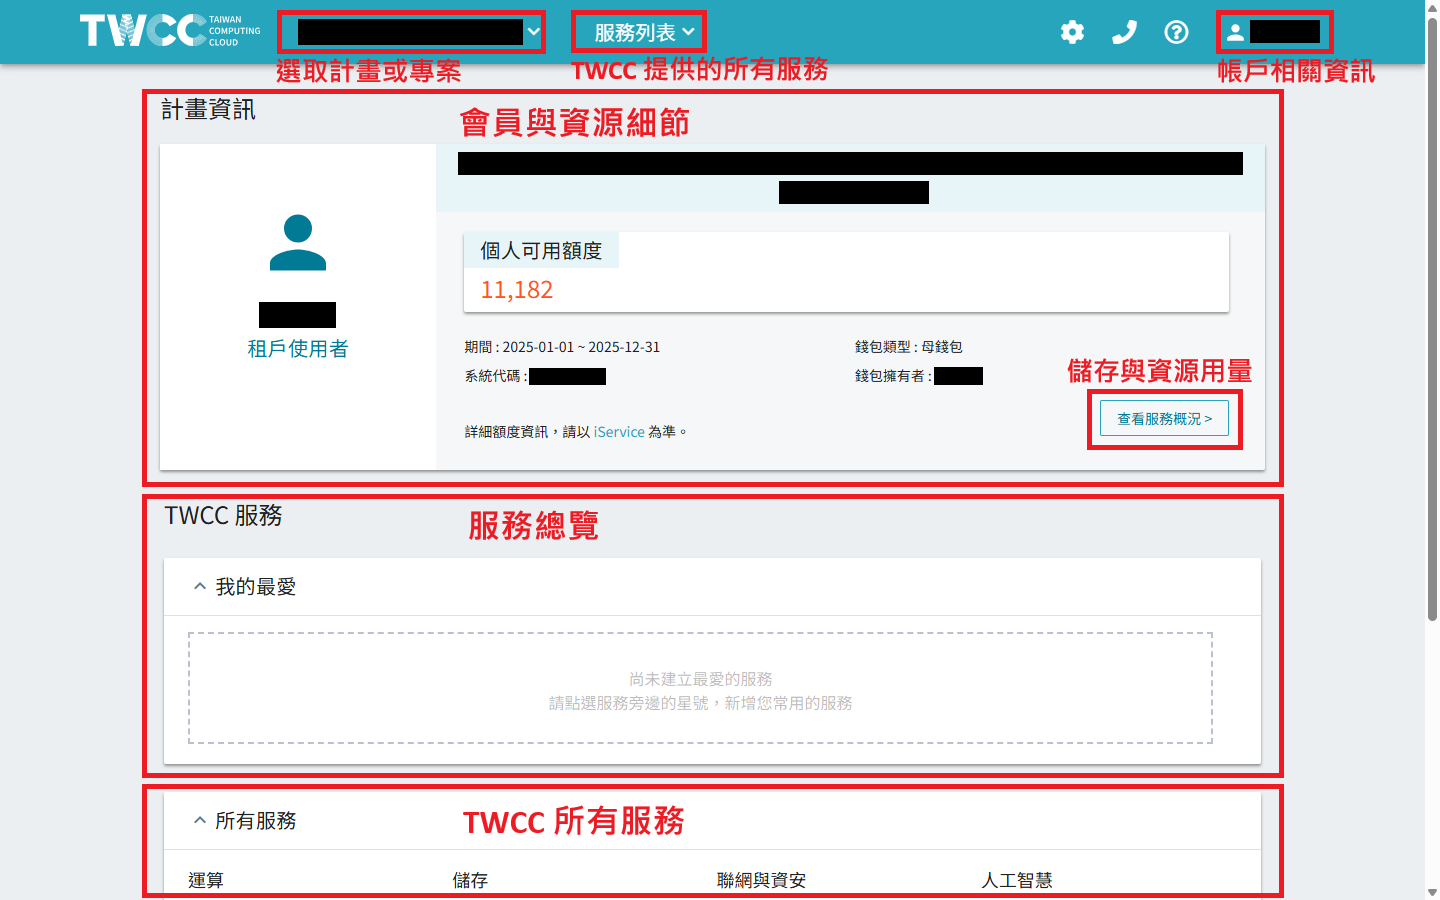 TWCC TAIWAN COMPUTING CLOUD
服務列表
選取計畫或專案
TWCC 提供的所有服務
帳戶相關資訊
計畫資訊
會員與資源細節
個人可用額度
11,182
租戶使用者
期間 : 2025-01-01 ~ 2025-12-31
錢包類型 : 母錢包
系統代碼 :
錢包擁有者 :
儲存與資源用量
查看服務概況 >
詳細額度資訊，請以 iService 為準。
TWCC 服務
服務總覽
我的最愛
尚未建立最愛的服務
請點選服務旁邊的星號，新增您常用的服務
所有服務
TWCC 所有服務
運算
儲存
聯網與資安
人工智慧